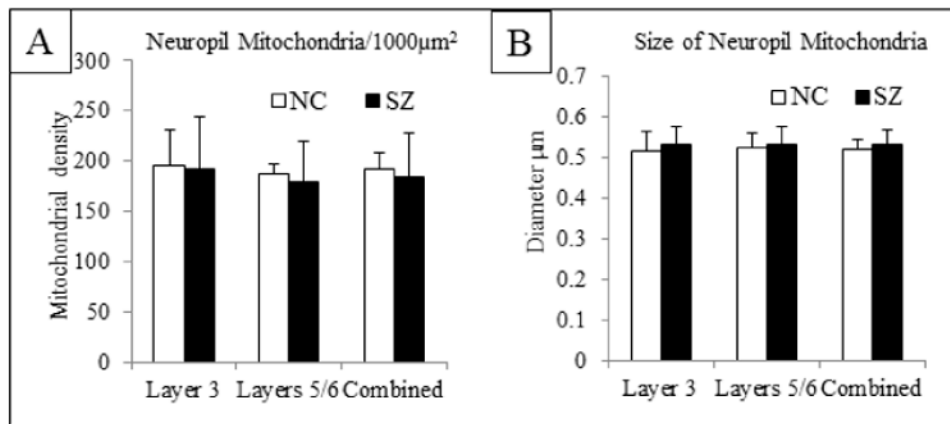 A
Neuropil Mitochondria/1000µm²
300
250
200
150
100
50
0
Mitochondrial density
NC
SZ
Layer 3
Layers 5/6
Combined
B
Size of Neuropil Mitochondria
0.7
0.6
0.5
0.4
0.3
0.2
0.1
0
Diameter µm
NC
SZ
Layer 3
Layers 5/6
Combined